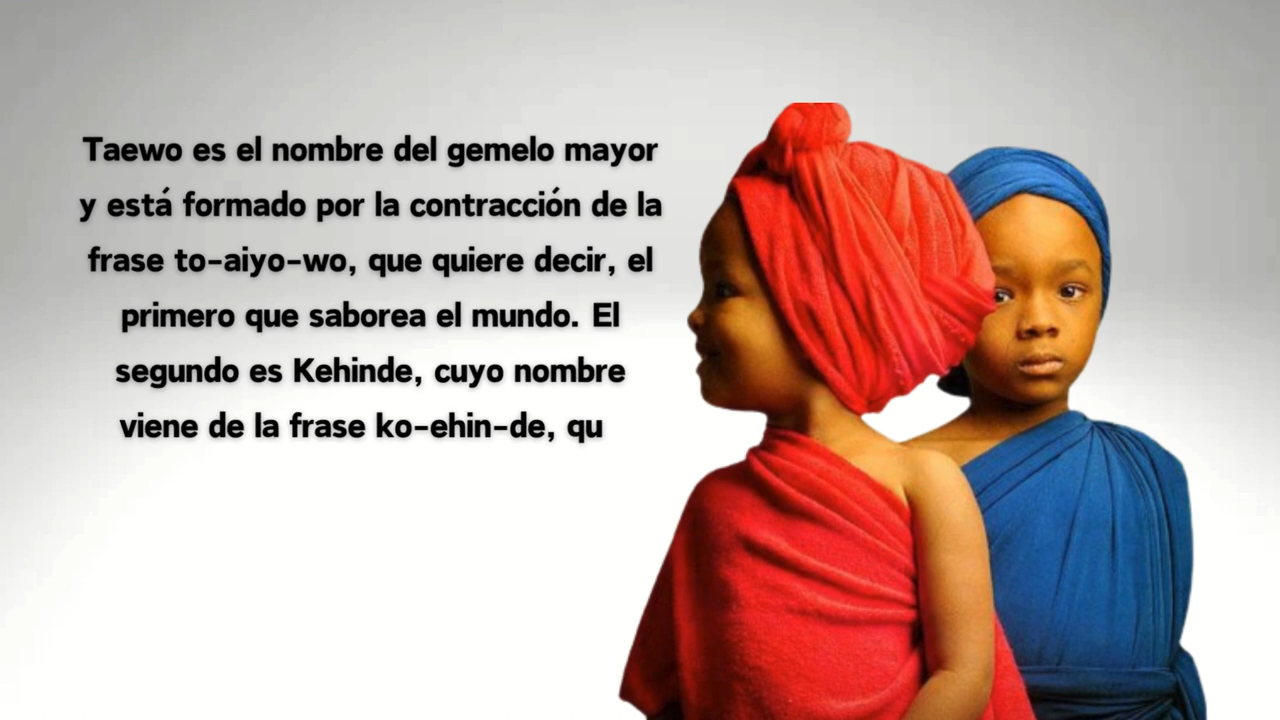 Taewo es el nombre del gemelo mayor
y está formado por la contracción de la
frase to-aiyo-wo, que quiere decir, el
primero que saborea el mundo. El
segundo es Kehinde, cuyo nombre
viene de la frase ko-ehin-de, qu